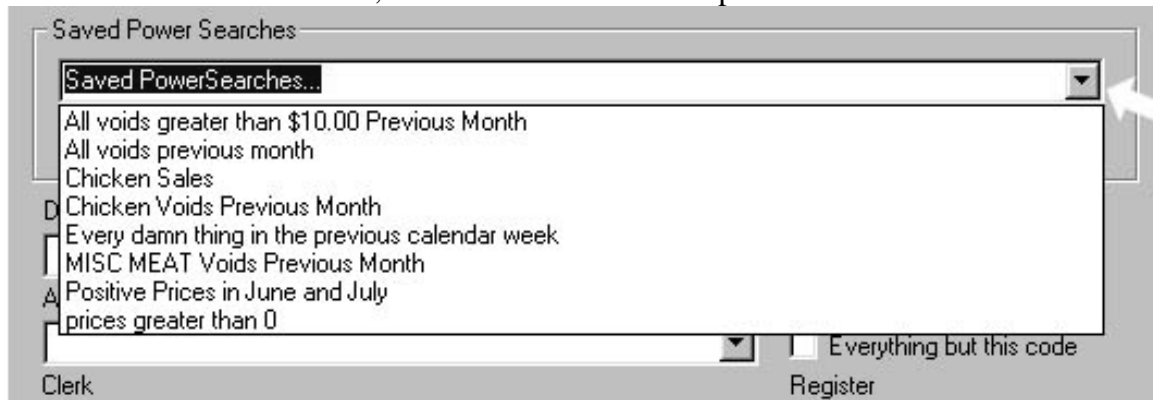 Saved Power Searches
Saved PowerSearches...
All voids greater than $10.00 Previous Month
All voids previous month
Chicken Sales
Chicken Voids Previous Month
Every damn thing in the previous calendar week
MISC MEAT Voids Previous Month
Positive Prices in June and July
prices greater than 0
Everything but this code
Clerk
Register